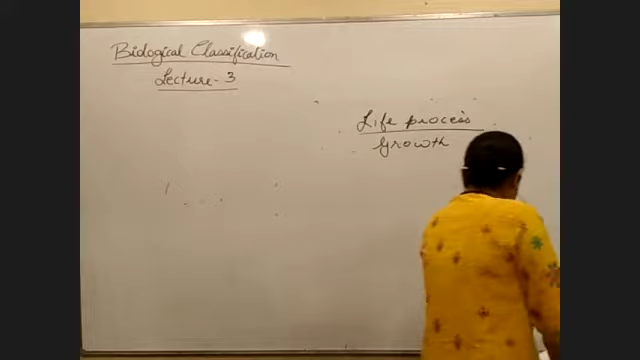 Biological Classification
Lecture - 3
Life process
Growth